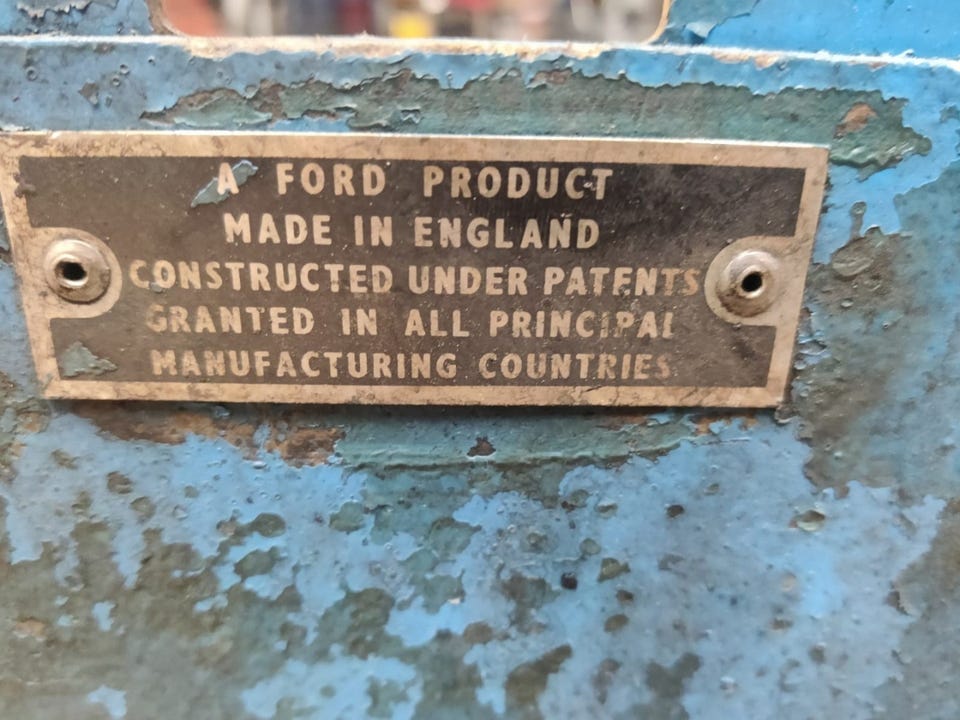 A FORD PRODUCT
MADE IN ENGLAND
CONSTRUCTED UNDER PATENTS
GRANTED IN ALL PRINCIPAL
MANUFACTURING COUNTRIES